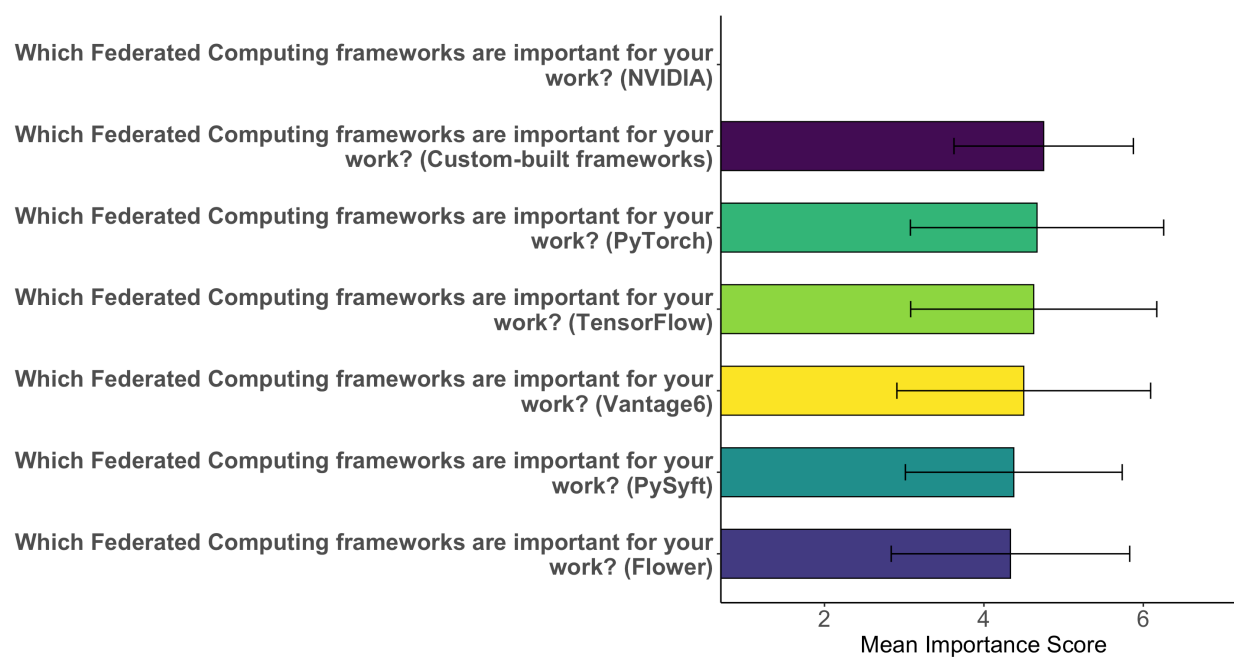 Which Federated Computing frameworks are important for your
work? (NVIDIA)
Which Federated Computing frameworks are important for your
work? (Custom-built frameworks)
Which Federated Computing frameworks are important for your
work? (PyTorch)
Which Federated Computing frameworks are important for your
work? (TensorFlow)
Which Federated Computing frameworks are important for your
work? (Vantage6)
Which Federated Computing frameworks are important for your
work? (PySyft)
Which Federated Computing frameworks are important for your
work? (Flower)
2 4 6
Mean Importance Score